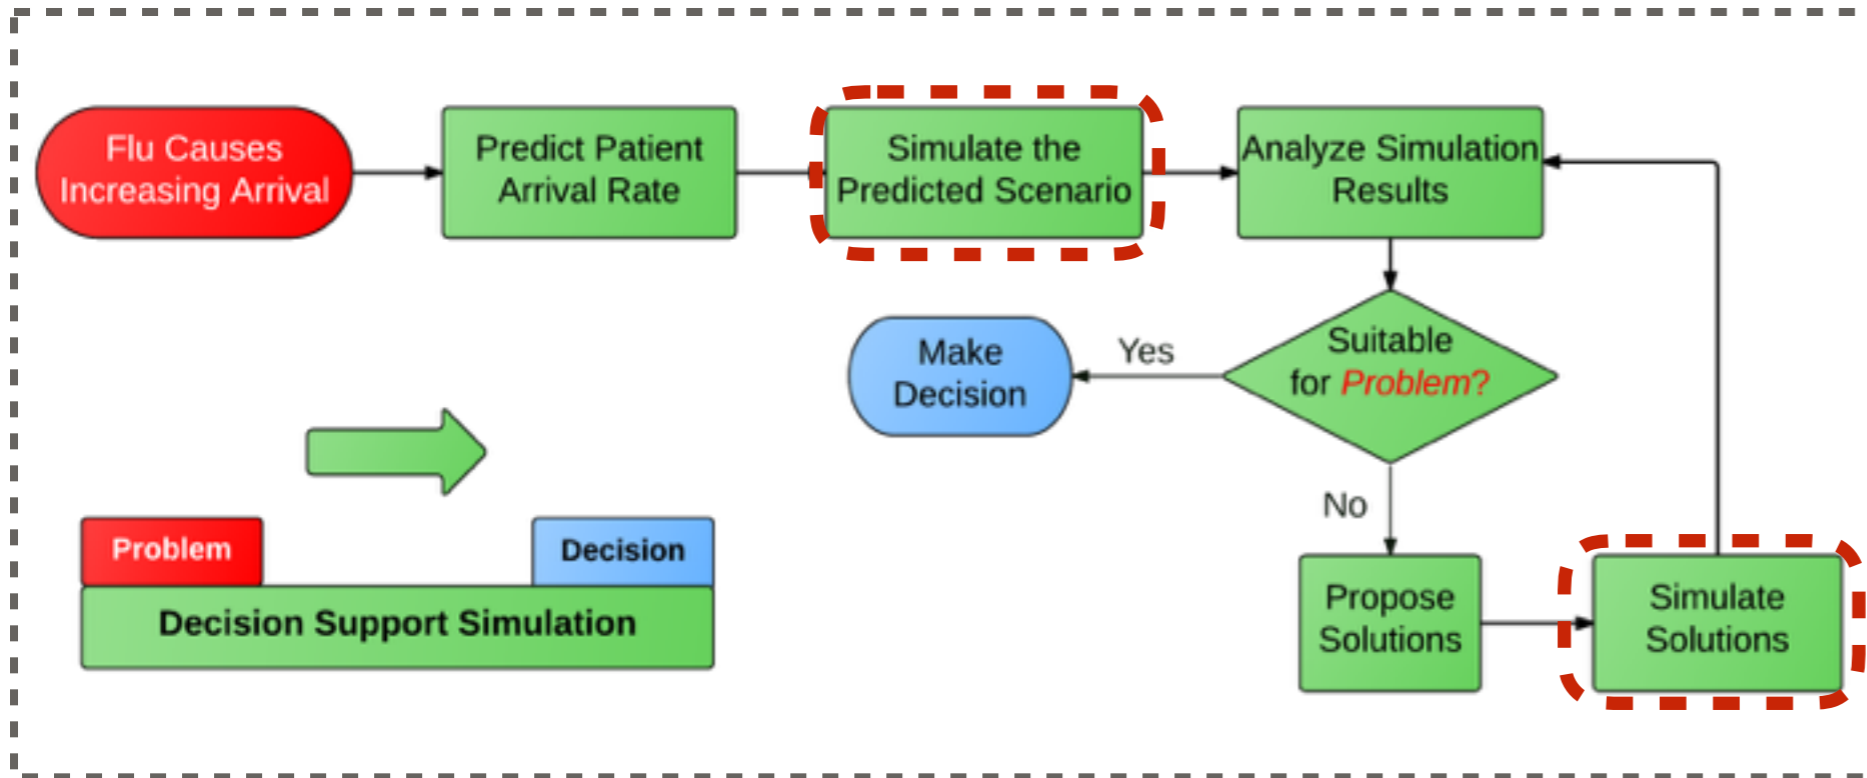 Flu Causes
Increasing Arrival
Predict Patient
Arrival Rate
Simulate the
Predicted Scenario
Analyze Simulation
Results
Suitable
for Problem?
Yes
Make
Decision
No
Propose
Solutions
Simulate
Solutions
Problem
Decision
Decision Support Simulation